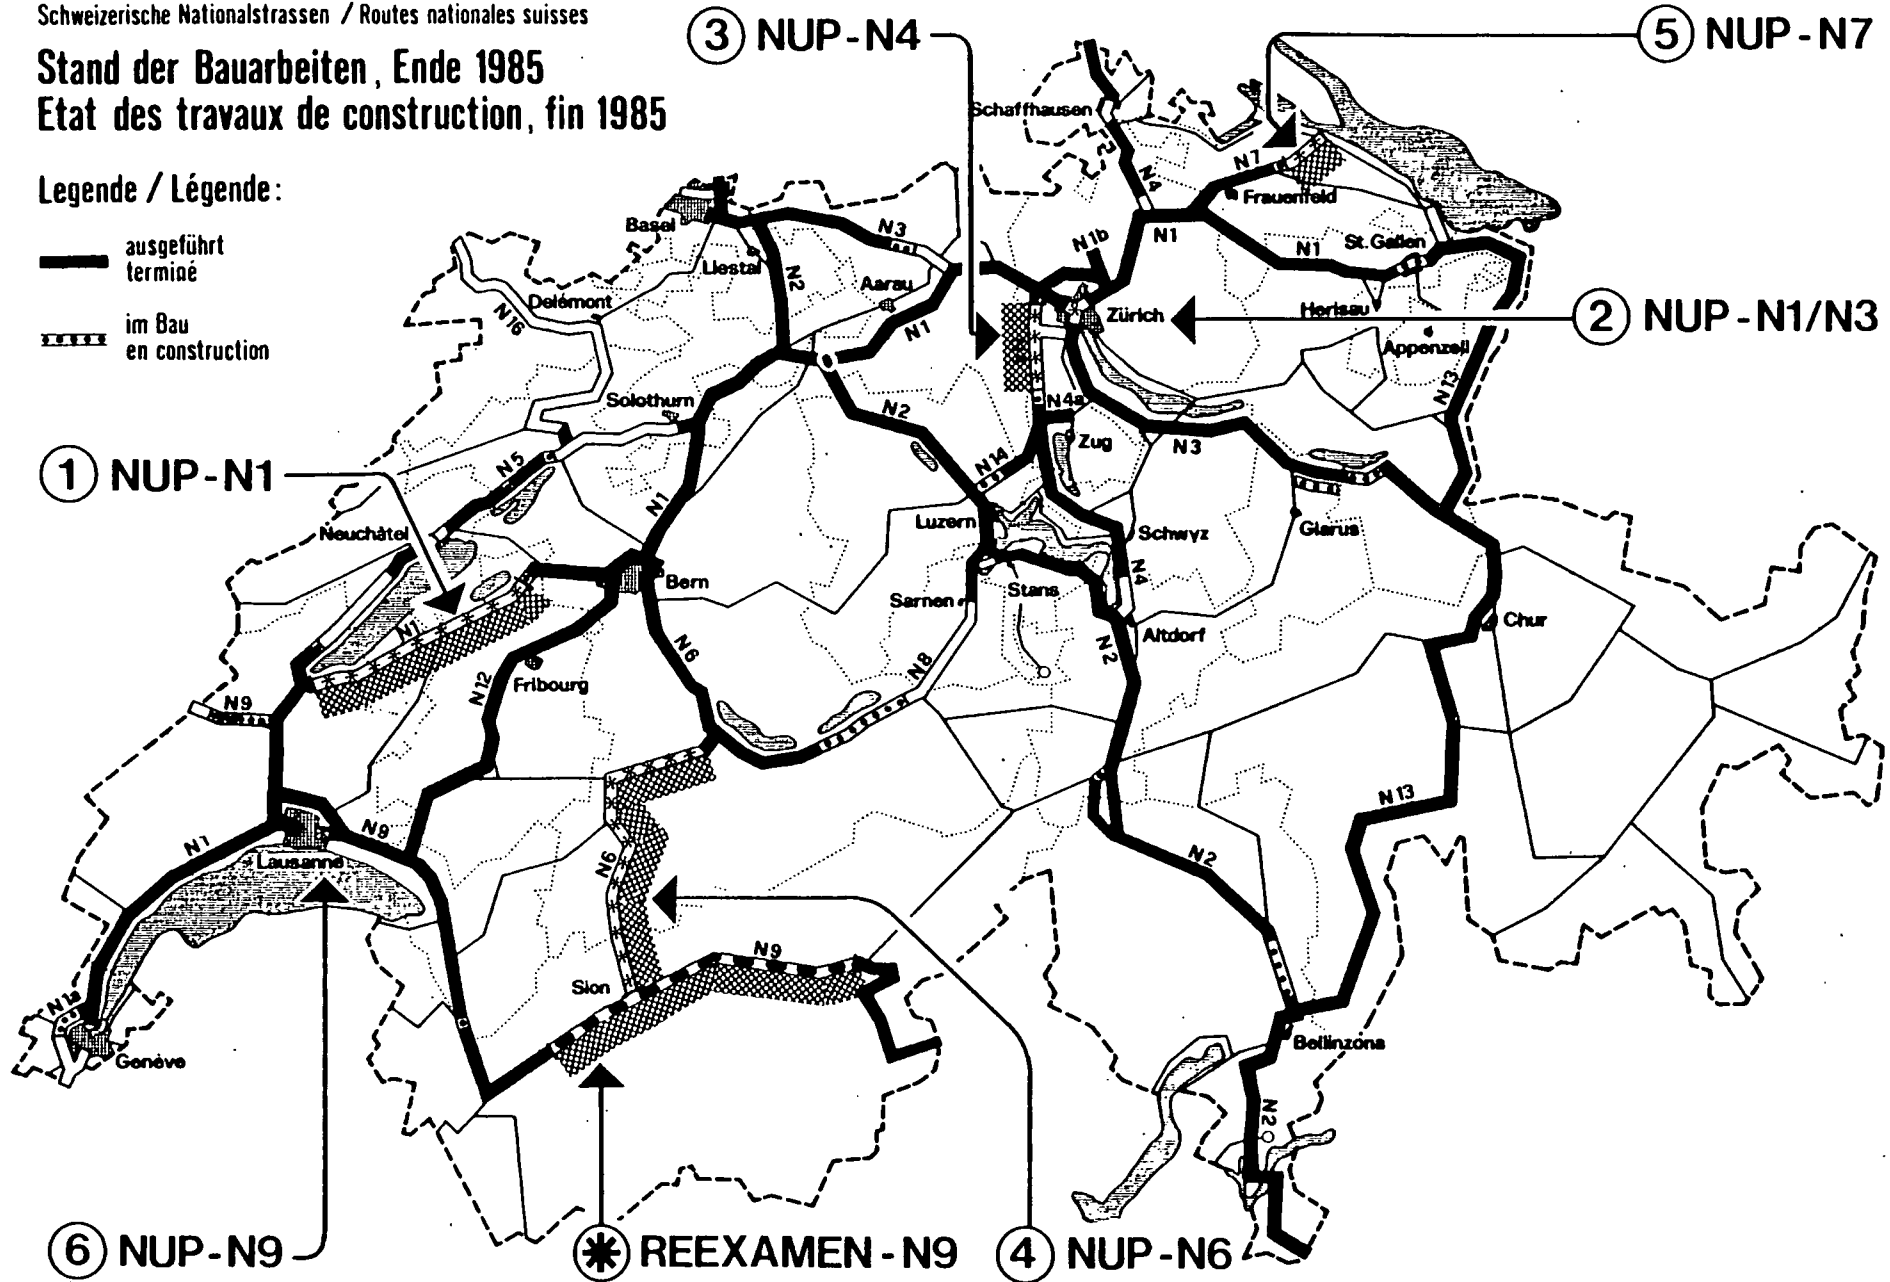 Schweizerische Nationalstrassen / Routes nationales suisses
Stand der Bauarbeiten, Ende 1985
Etat des travaux de construction, fin 1985
Legende / Légende:
ausgeführt
terminé
im Bau
en construction
3 NUP-N4
5 NUP-N7
2 NUP-N1/N3
1 NUP-N1
6 NUP-N9
REEXAMEN-N9
4 NUP-N6
Schaffhausen
N4
N7
Frauenfeld
Basel
N3
N1b
N1
N1
St.Gallen
Liestal
N2
Aarau
Delémont
N16
N1
Zürich
Herisau
Appenzell
N13
Solothurn
N2
N4a
Zug
N3
N5
N14
N1
Neuchâtel
Luzern
Schwyz
Glarus
Bern
N4
Stans
Sarnen
Altdorf
Chur
N1
N6
N2
N8
N12
Fribourg
N9
N13
N9
N1
Lausanne
N6
N2
N9
Sion
N1a
Genève
Bellinzona
N2